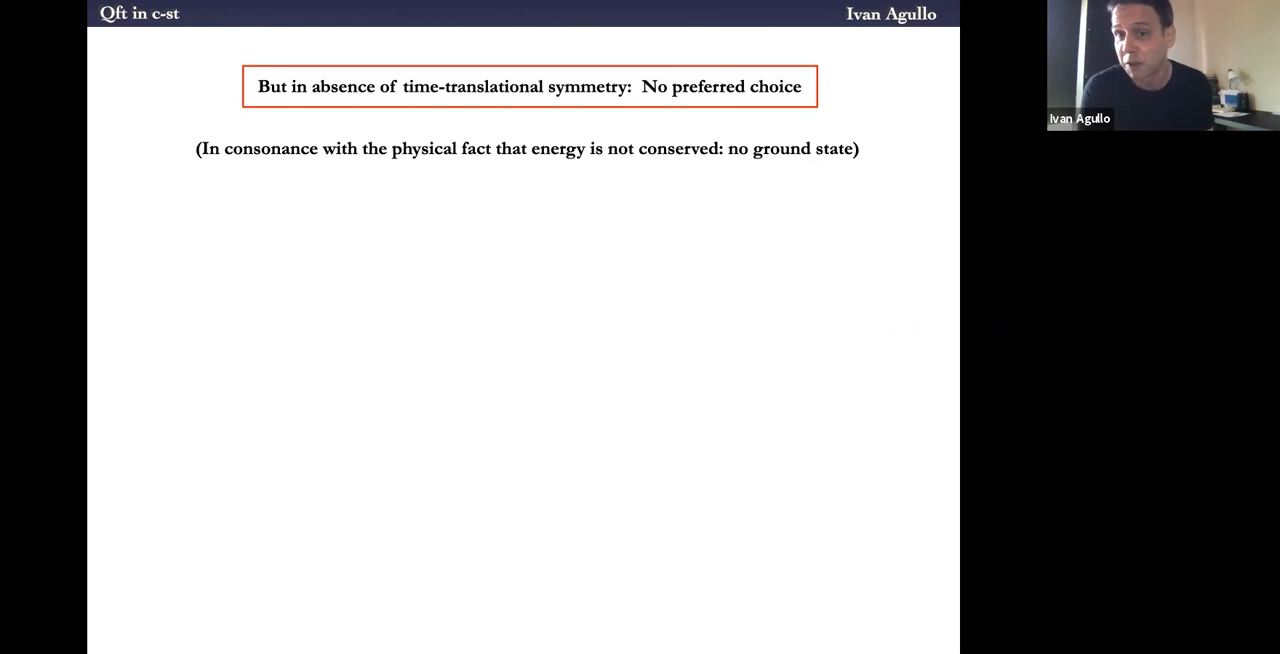 Qft in c-st
Ivan Agullo
But in absence of time-translational symmetry: No preferred choice
(In consonance with the physical fact that energy is not conserved: no ground state)
Ivan Agullo